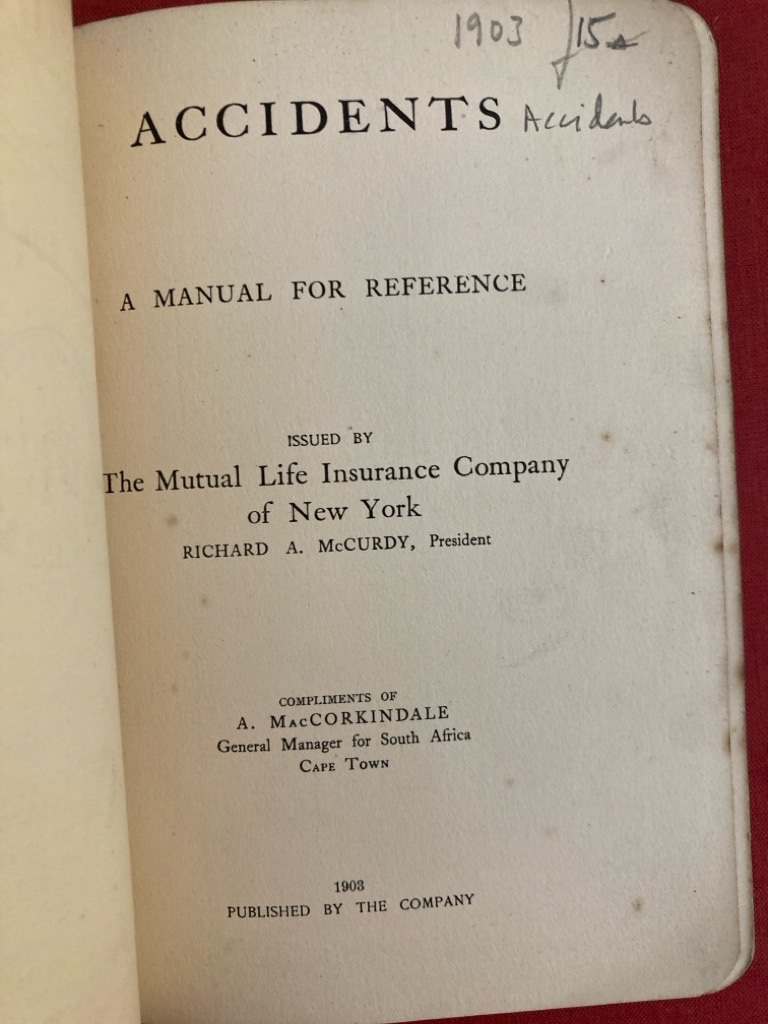 1903 /15
ACCIDENTS Accidents
A MANUAL FOR REFERENCE
ISSUED BY
The Mutual Life Insurance Company
of New York
RICHARD A. McCURDY, President
COMPLIMENTS OF
A. MacCORKINDALE
General Manager for South Africa
CAPE TOWN
1903
PUBLISHED BY THE COMPANY